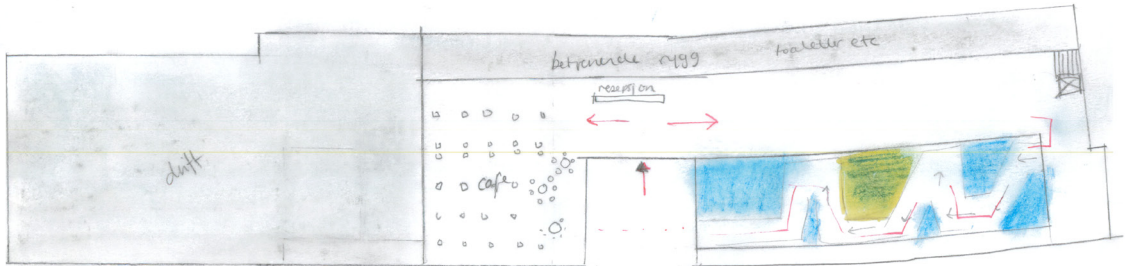 betjenende rygg
toaletter etc
resepsjon
drift
cafe